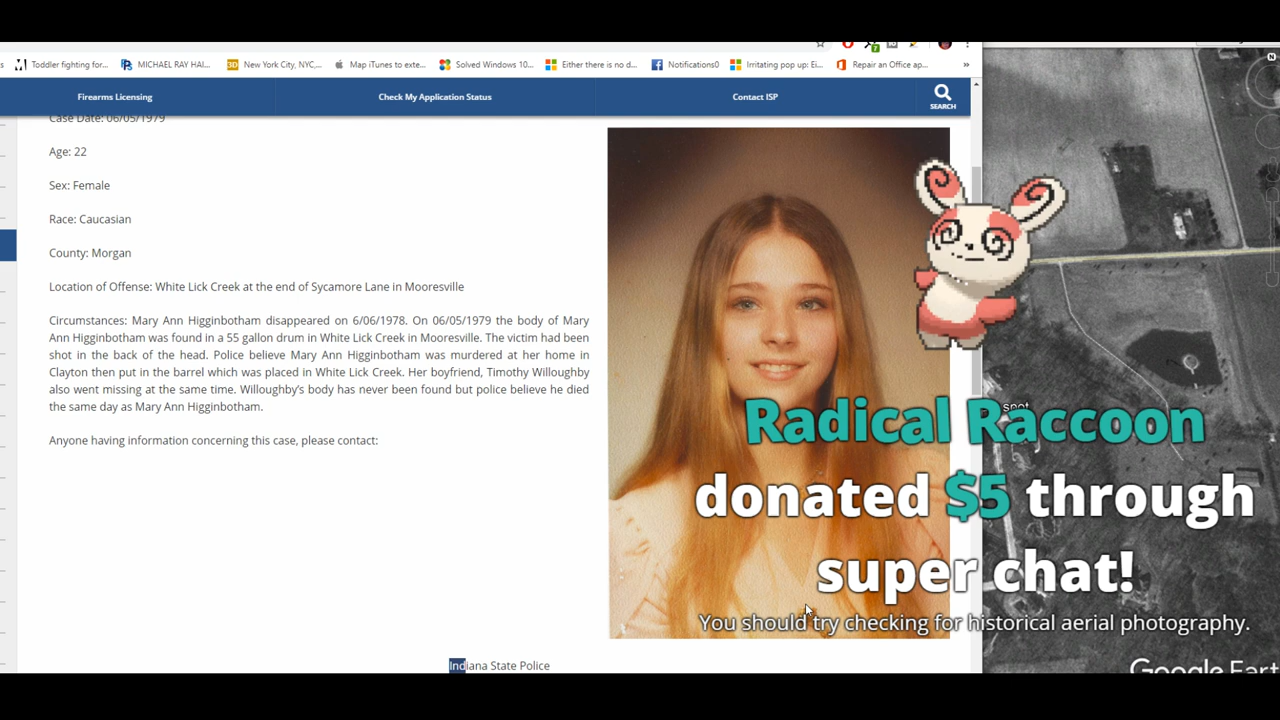 Toddler fighting for...
MICHAEL RAY HAI...
New York City, NYC,...
Map iTunes to exte...
Solved Windows 10...
Either there is no d...
Notifications0
Irritating pop up: Ei...
Repair an Office ap...
»
Firearms Licensing
Check My Application Status
Contact ISP
SEARCH
Case Date: 06/05/1979
Age: 22
Sex: Female
Race: Caucasian
County: Morgan
Location of Offense: White Lick Creek at the end of Sycamore Lane in Mooresville
Circumstances: Mary Ann Higginbotham disappeared on 6/06/1978. On 06/05/1979 the body of Mary
Ann Higginbotham was found in a 55 gallon drum in White Lick Creek in Mooresville. The victim had been
shot in the back of the head. Police believe Mary Ann Higginbotham was murdered at her home in
Clayton then put in the barrel which was placed in White Lick Creek. Her boyfriend, Timothy Willoughby
also went missing at the same time. Willoughby's body has never been found but police believe he died
the same day as Mary Ann Higginbotham.
Anyone having information concerning this case, please contact:
Indiana State Police
N
spot
Radical Raccoon
donated $5 through
super chat!
You should try checking for historical aerial photography.
Google Eart